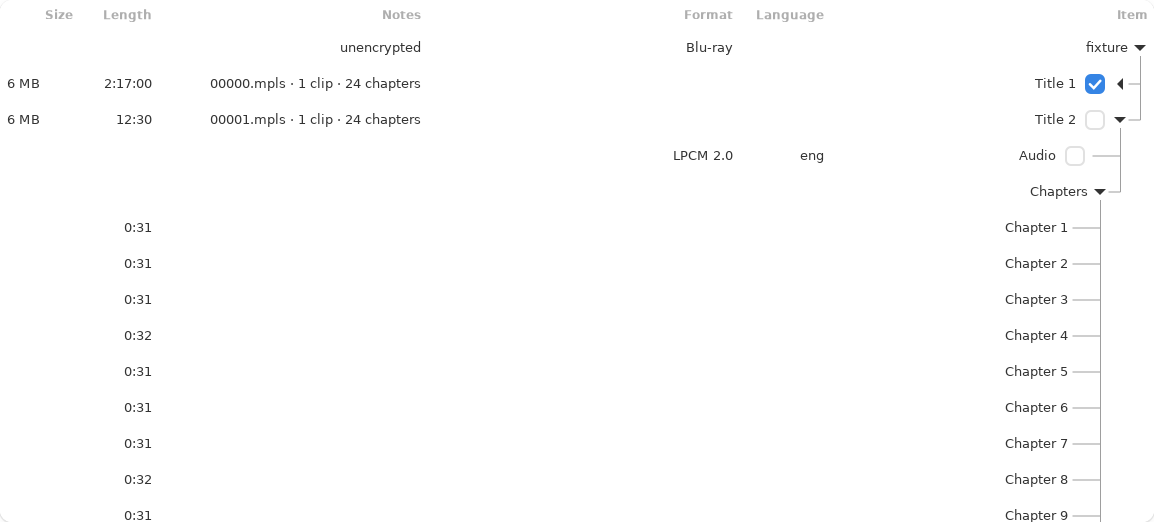 Item Language Format Notes Length Size
fixture Blu-ray unencrypted
Title 1 00000.mpls · 1 clip · 24 chapters 2:17:00 6 MB
Title 2 00001.mpls · 1 clip · 24 chapters 12:30 6 MB
Audio eng LPCM 2.0
Chapters
Chapter 1 0:31
Chapter 2 0:31
Chapter 3 0:31
Chapter 4 0:32
Chapter 5 0:31
Chapter 6 0:31
Chapter 7 0:31
Chapter 8 0:32
Chapter 9 0:31